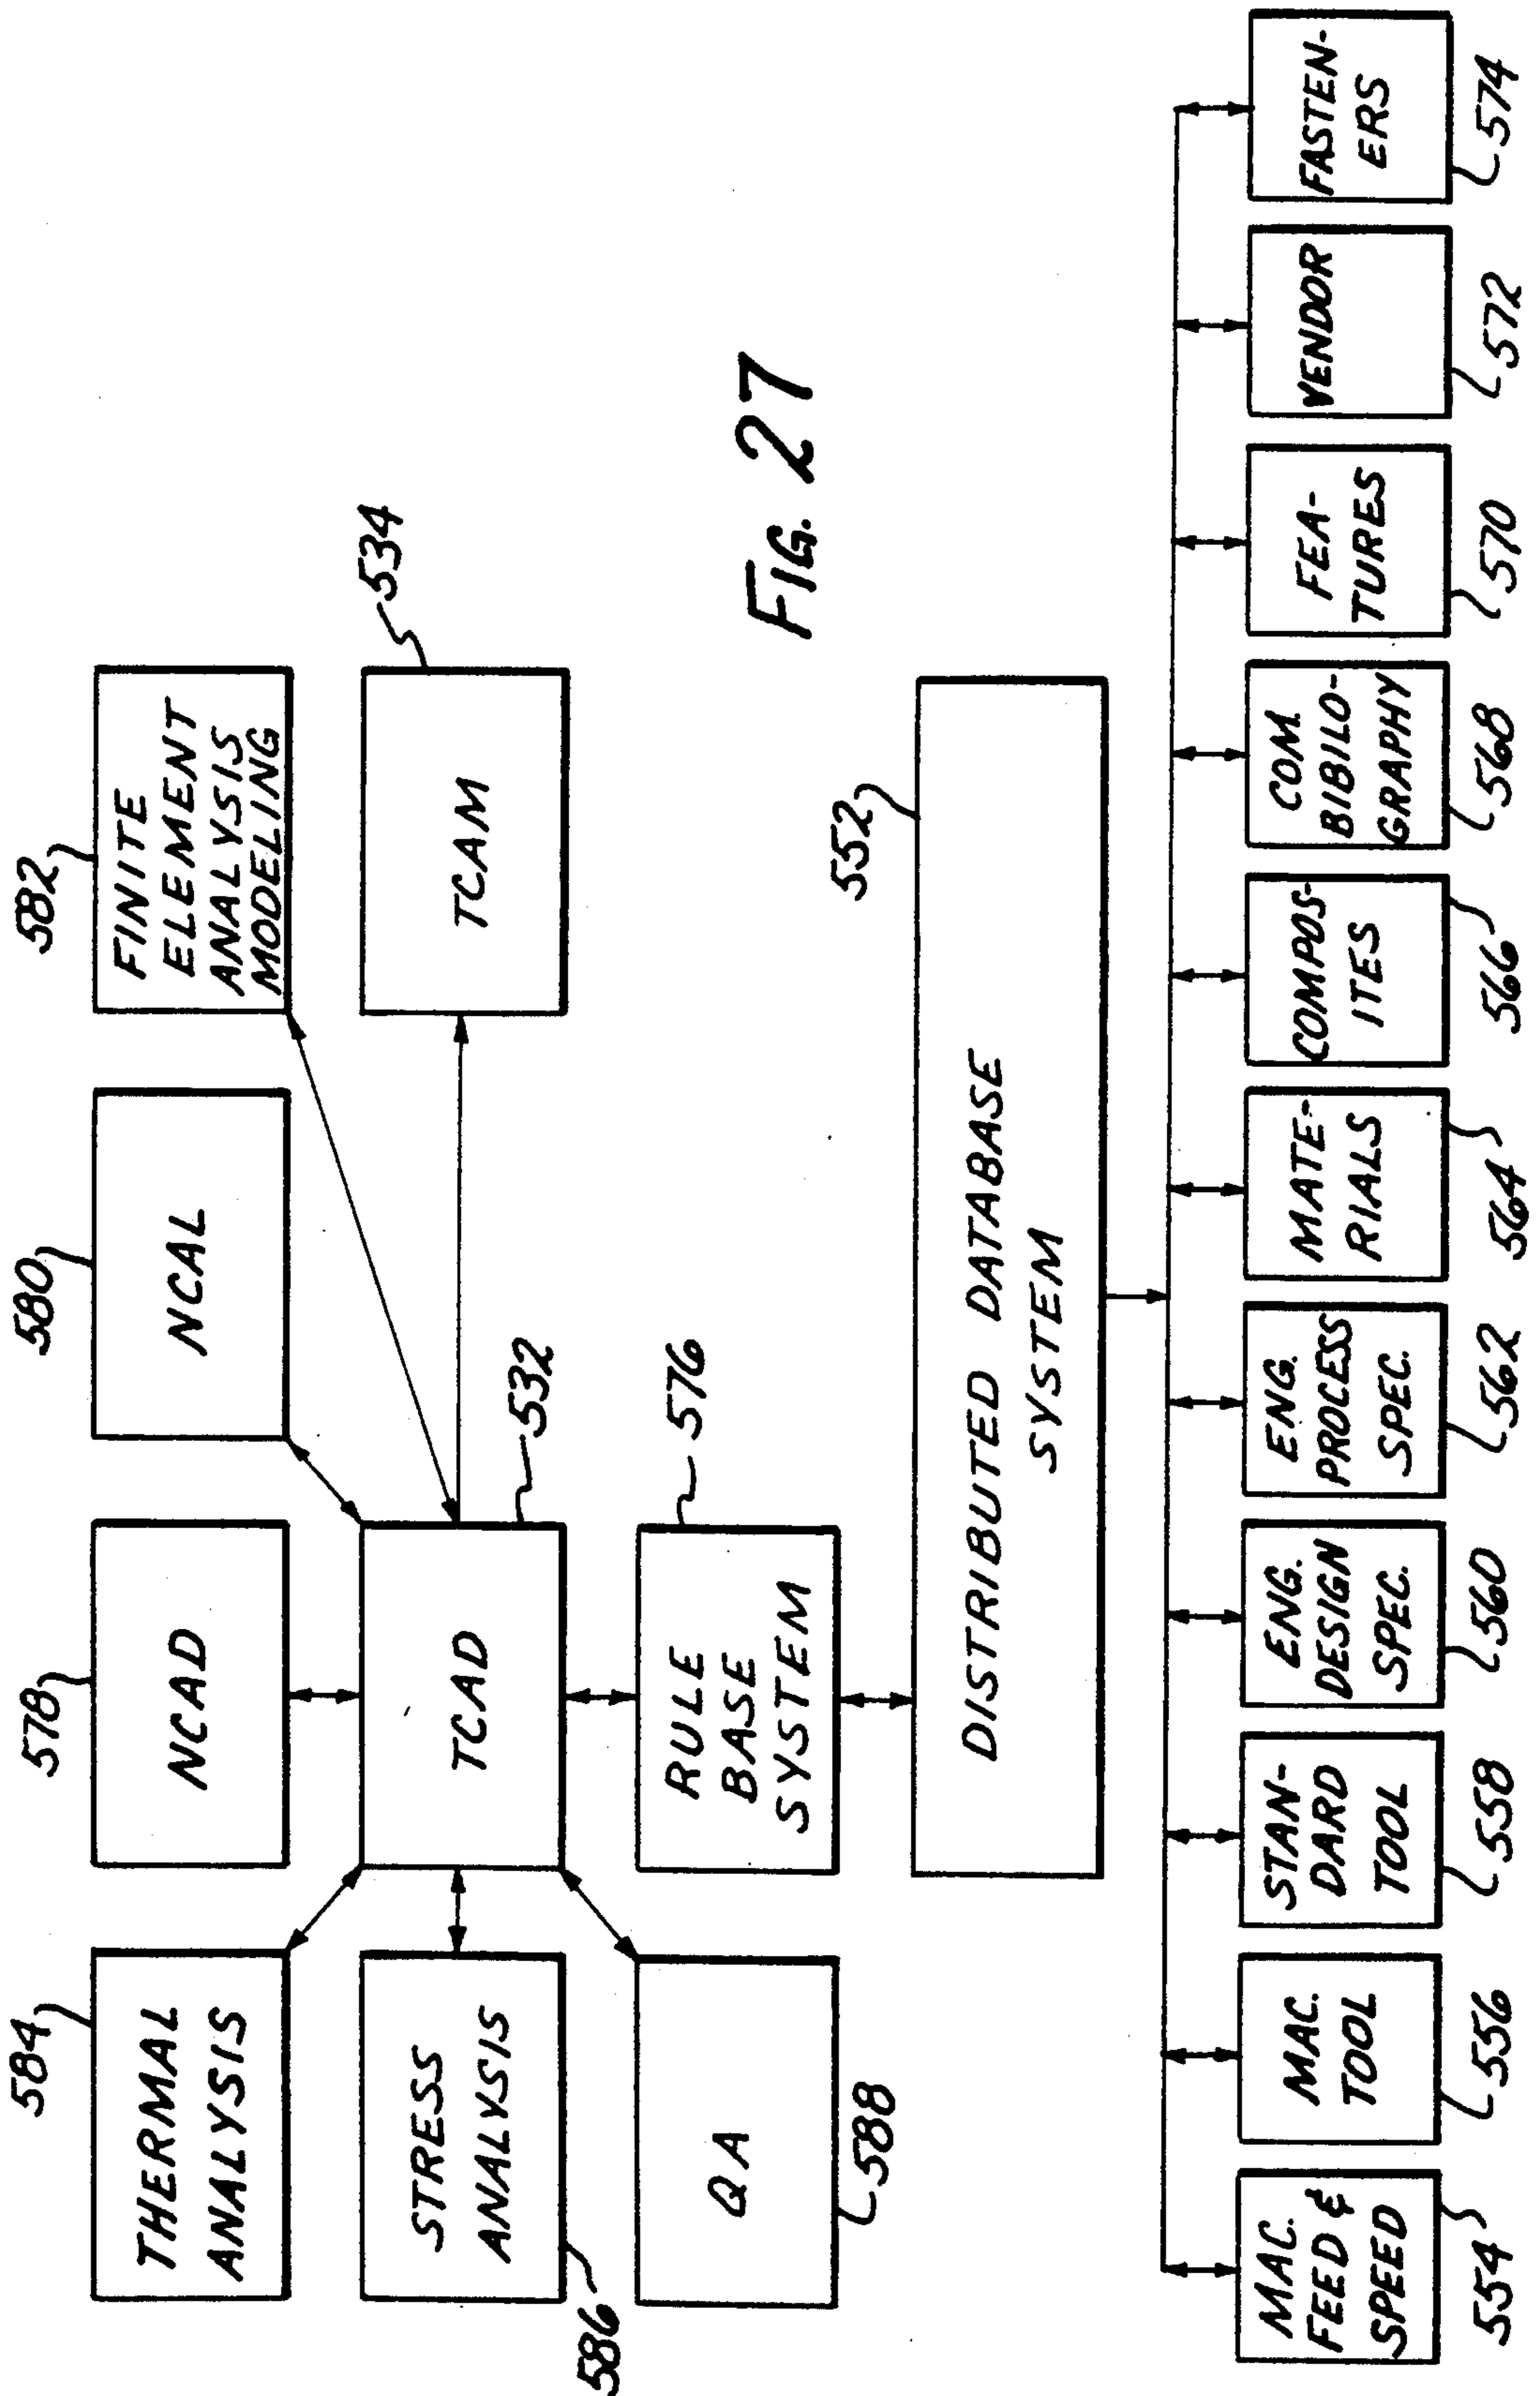 584
THERMAL
ANALYSIS
578
NCAD
580
NCAL
582
FINITE
ELEMENT
ANALYSIS
MODELING
586
STRESS
ANALYSIS
TCAD
532
TCAM
534
588
QA
RULE
BASE
SYSTEM
576
FIG. 27
DISTRIBUTED DATABASE
SYSTEM
552
MAC.
FEED &
SPEED
554
MAC.
TOOL
556
STAN-
DARD
TOOL
558
ENG.
DESIGN
SPEC.
560
ENG.
PROCESS
SPEC.
562
MATE-
RIALS
564
COMPOS-
ITES
566
COM.
BIBILO-
GRAPHY
568
FEA-
TURES
570
VENDOR
572
FASTEN-
ERS
574